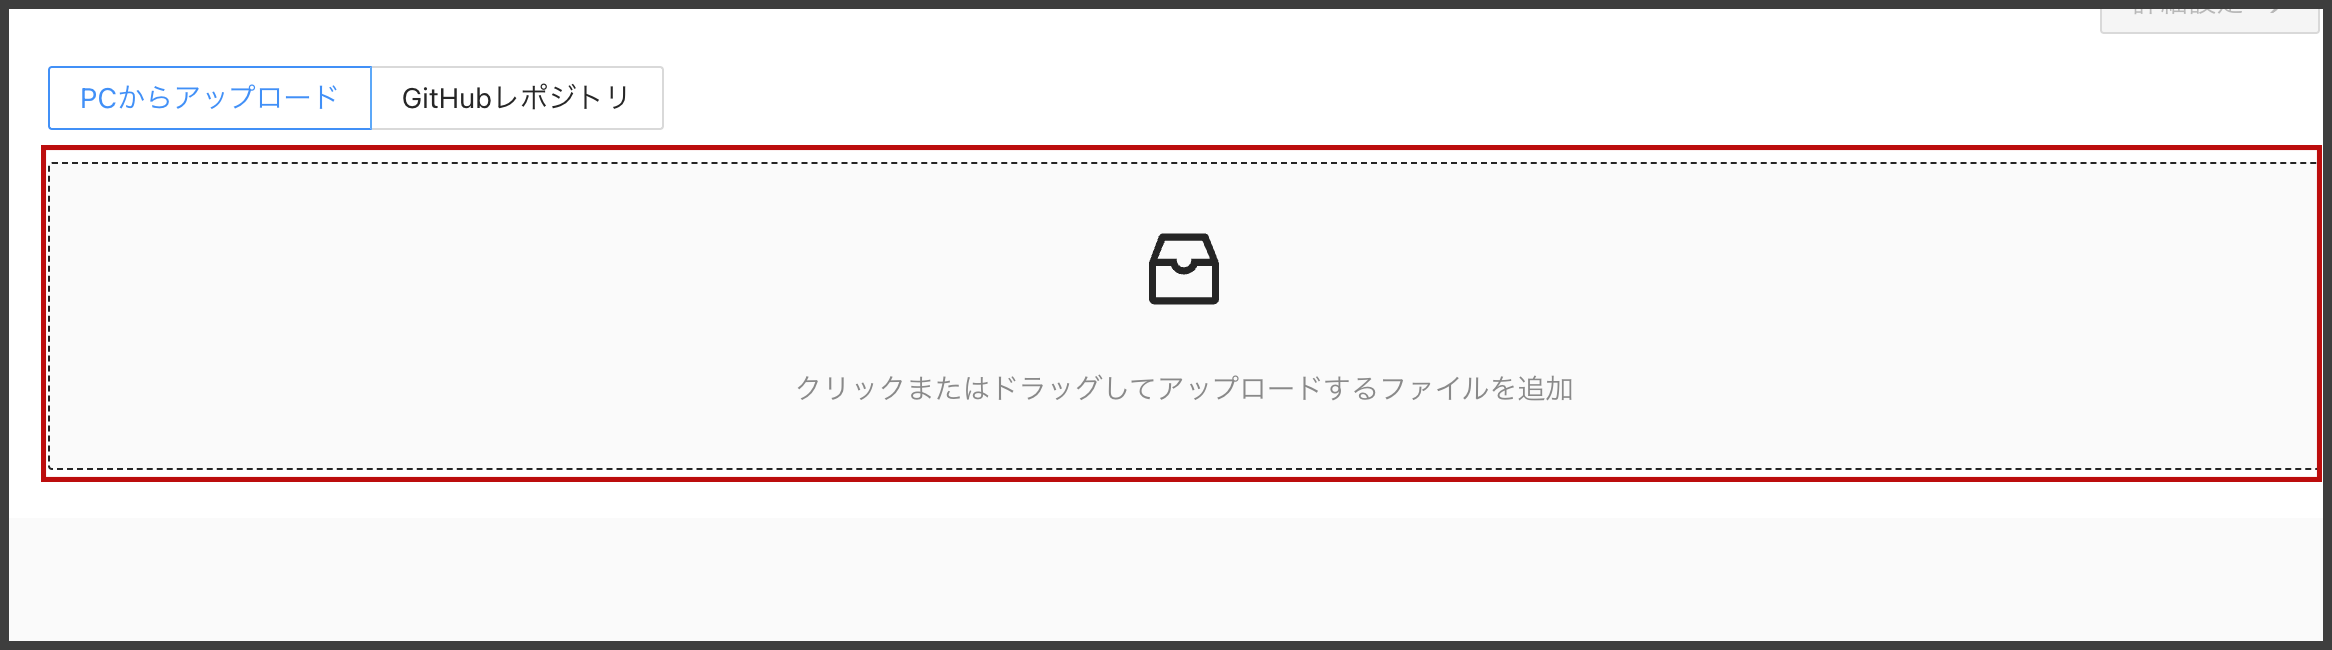 PCからアップロード
GitHubレポジトリ
クリックまたはドラッグしてアップロードするファイルを追加